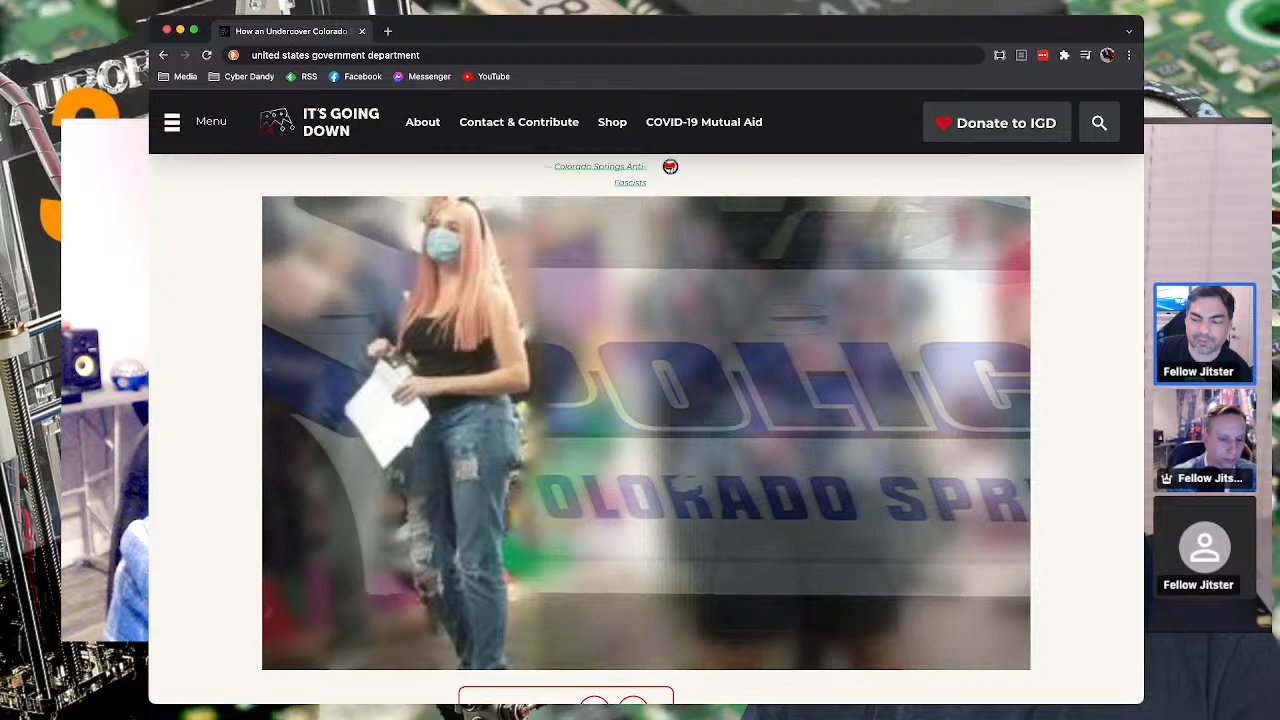 How an Undercover Colorado
united states government department
Media
Cyber Dandy
RSS
Facebook
Messenger
YouTube
Menu
IT'S GOING
DOWN
About
Contact & Contribute
Shop
COVID-19 Mutual Aid
Donate to IGD
— Colorado Springs Anti-
Fascists
POLIC
OLORADO SPRI
Fellow Jitster
Fellow Jits...
Fellow Jitster